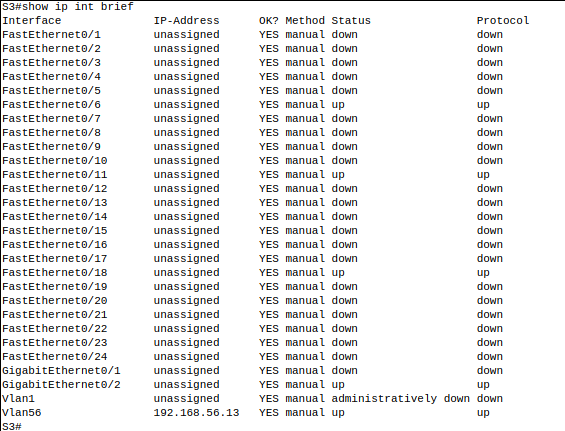 S3#show ip int brief
Interface              IP-Address      OK? Method Status                Protocol
FastEthernet0/1        unassigned      YES manual down                  down
FastEthernet0/2        unassigned      YES manual down                  down
FastEthernet0/3        unassigned      YES manual down                  down
FastEthernet0/4        unassigned      YES manual down                  down
FastEthernet0/5        unassigned      YES manual down                  down
FastEthernet0/6        unassigned      YES manual up                    up
FastEthernet0/7        unassigned      YES manual down                  down
FastEthernet0/8        unassigned      YES manual down                  down
FastEthernet0/9        unassigned      YES manual down                  down
FastEthernet0/10       unassigned      YES manual down                  down
FastEthernet0/11       unassigned      YES manual up                    up
FastEthernet0/12       unassigned      YES manual down                  down
FastEthernet0/13       unassigned      YES manual down                  down
FastEthernet0/14       unassigned      YES manual down                  down
FastEthernet0/15       unassigned      YES manual down                  down
FastEthernet0/16       unassigned      YES manual down                  down
FastEthernet0/17       unassigned      YES manual down                  down
FastEthernet0/18       unassigned      YES manual up                    up
FastEthernet0/19       unassigned      YES manual down                  down
FastEthernet0/20       unassigned      YES manual down                  down
FastEthernet0/21       unassigned      YES manual down                  down
FastEthernet0/22       unassigned      YES manual down                  down
FastEthernet0/23       unassigned      YES manual down                  down
FastEthernet0/24       unassigned      YES manual down                  down
GigabitEthernet0/1     unassigned      YES manual down                  down
GigabitEthernet0/2     unassigned      YES manual up                    up
Vlan1                  unassigned      YES manual administratively down down
Vlan56                 192.168.56.13   YES manual up                    up
S3#